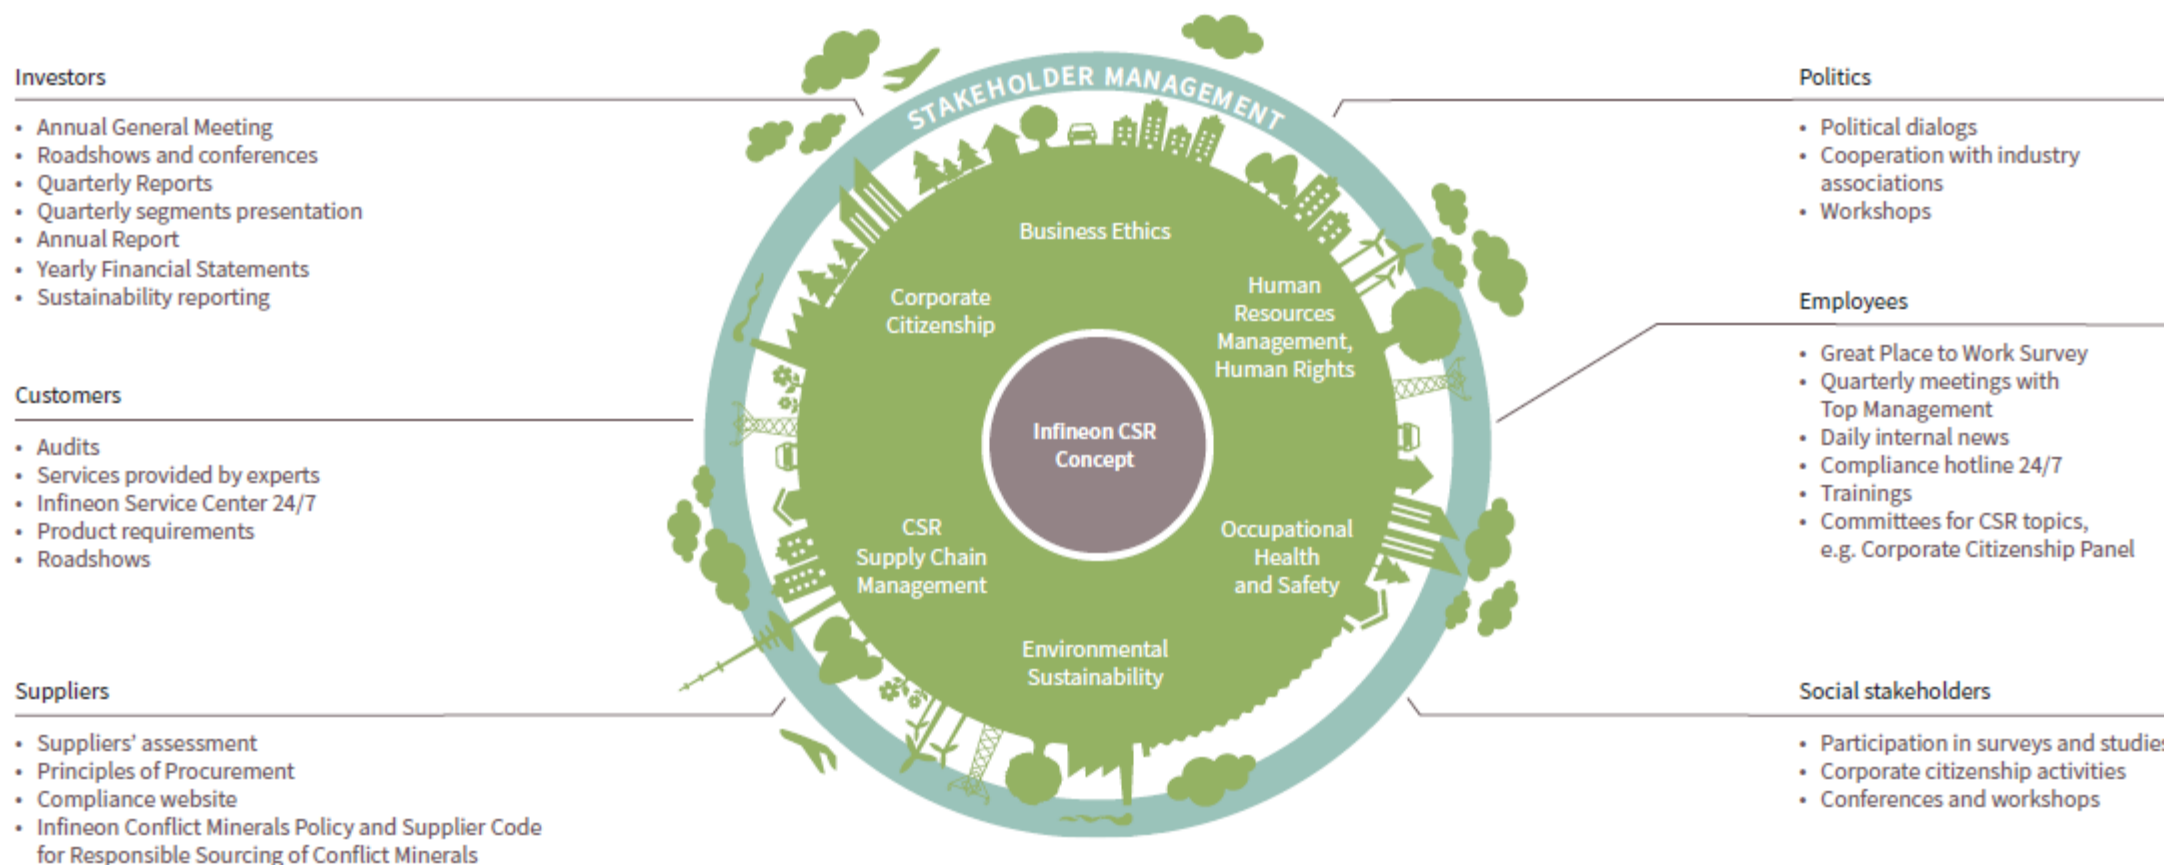 Investors
• Annual General Meeting
• Roadshows and conferences
• Quarterly Reports
• Quarterly segments presentation
• Annual Report
• Yearly Financial Statements
• Sustainability reporting
Customers
• Audits
• Services provided by experts
• Infineon Service Center 24/7
• Product requirements
• Roadshows
Suppliers
• Suppliers’ assessment
• Principles of Procurement
• Compliance website
• Infineon Conflict Minerals Policy and Supplier Code
for Responsible Sourcing of Conflict Minerals
STAKEHOLDER MANAGEMENT
Business Ethics
Corporate
Citizenship
Human
Resources
Management,
Human Rights
Infineon CSR
Concept
CSR
Supply Chain
Management
Occupational
Health
and Safety
Environmental
Sustainability
Politics
• Political dialogs
• Cooperation with industry
associations
• Workshops
Employees
• Great Place to Work Survey
• Quarterly meetings with
Top Management
• Daily internal news
• Compliance hotline 24/7
• Trainings
• Committees for CSR topics,
e.g. Corporate Citizenship Panel
Social stakeholders
• Participation in surveys and studies
• Corporate citizenship activities
• Conferences and workshops